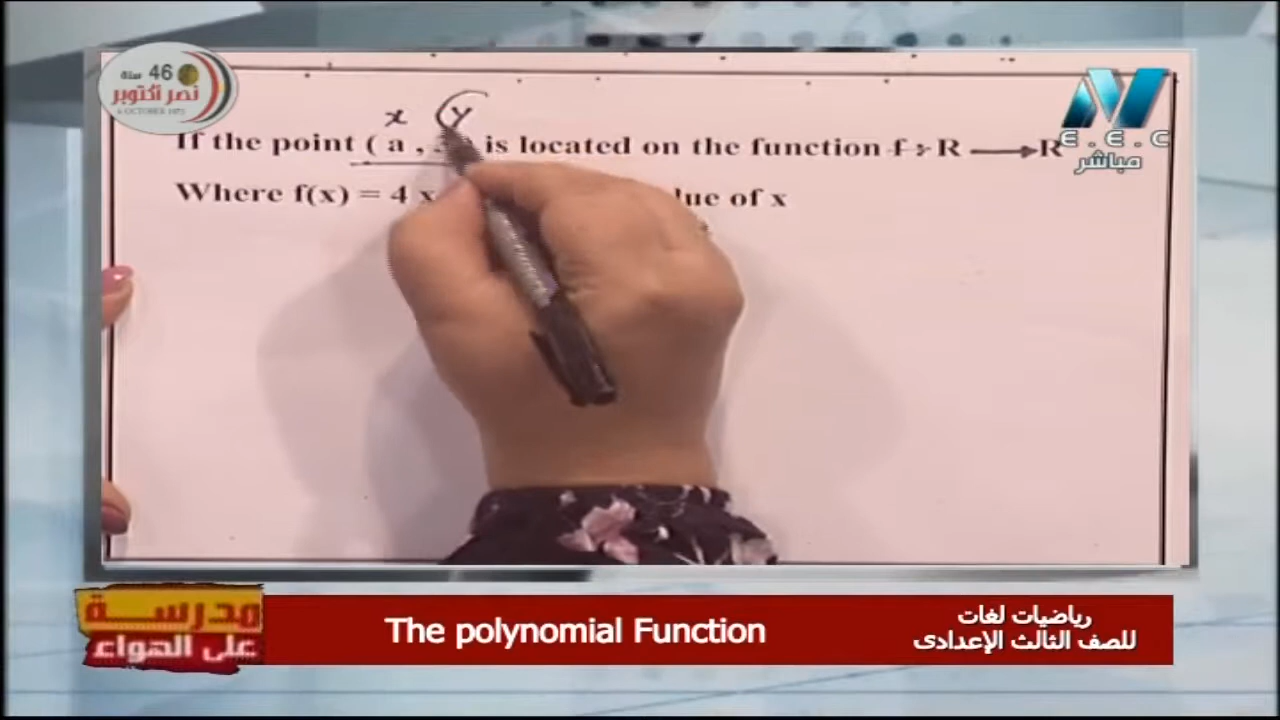 46 سنة
نصر أكتوبر
6 OCTOBER 1973
E . E . C
مباشر
x y
If the point ( a , is located on the function f : R → R
Where f(x) = 4 x of x
مدرسة
على الهواء
The polynomial Function
رياضيات لغات
للصف الثالث الإعدادى